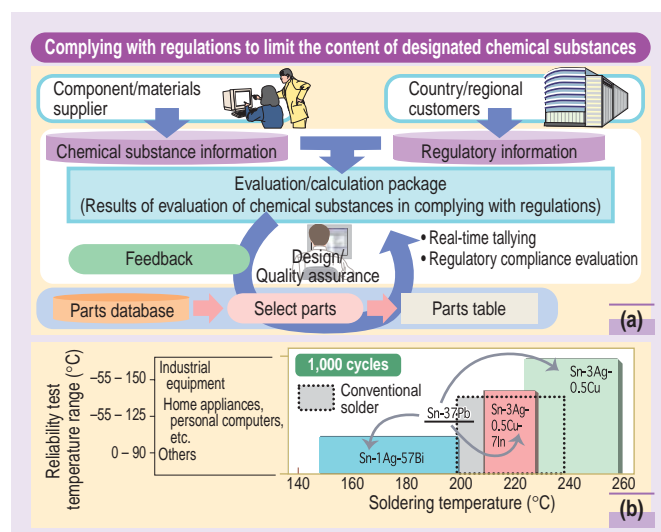 Complying with regulations to limit the content of designated chemical substances
Component/materials
supplier
Country/regional
customers
Chemical substance information
Regulatory information
Evaluation/calculation package
(Results of evaluation of chemical substances in complying with regulations)
Feedback
Design/
Quality assurance
• Real-time tallying
• Regulatory compliance evaluation
Parts database
Select parts
Parts table
(a)
Reliability test
temperature range (°C)
–55 – 150
–55 – 125
0 – 90
Industrial
equipment
Home appliances,
personal computers,
etc.
Others
1,000 cycles
Conventional
solder
Sn-37Pb
Sn-1Ag-57Bi
Sn-3Ag-
0.5Cu-
7In
Sn-3Ag-
0.5Cu
140 160 180 200 220 240 260
Soldering temperature (°C)
(b)